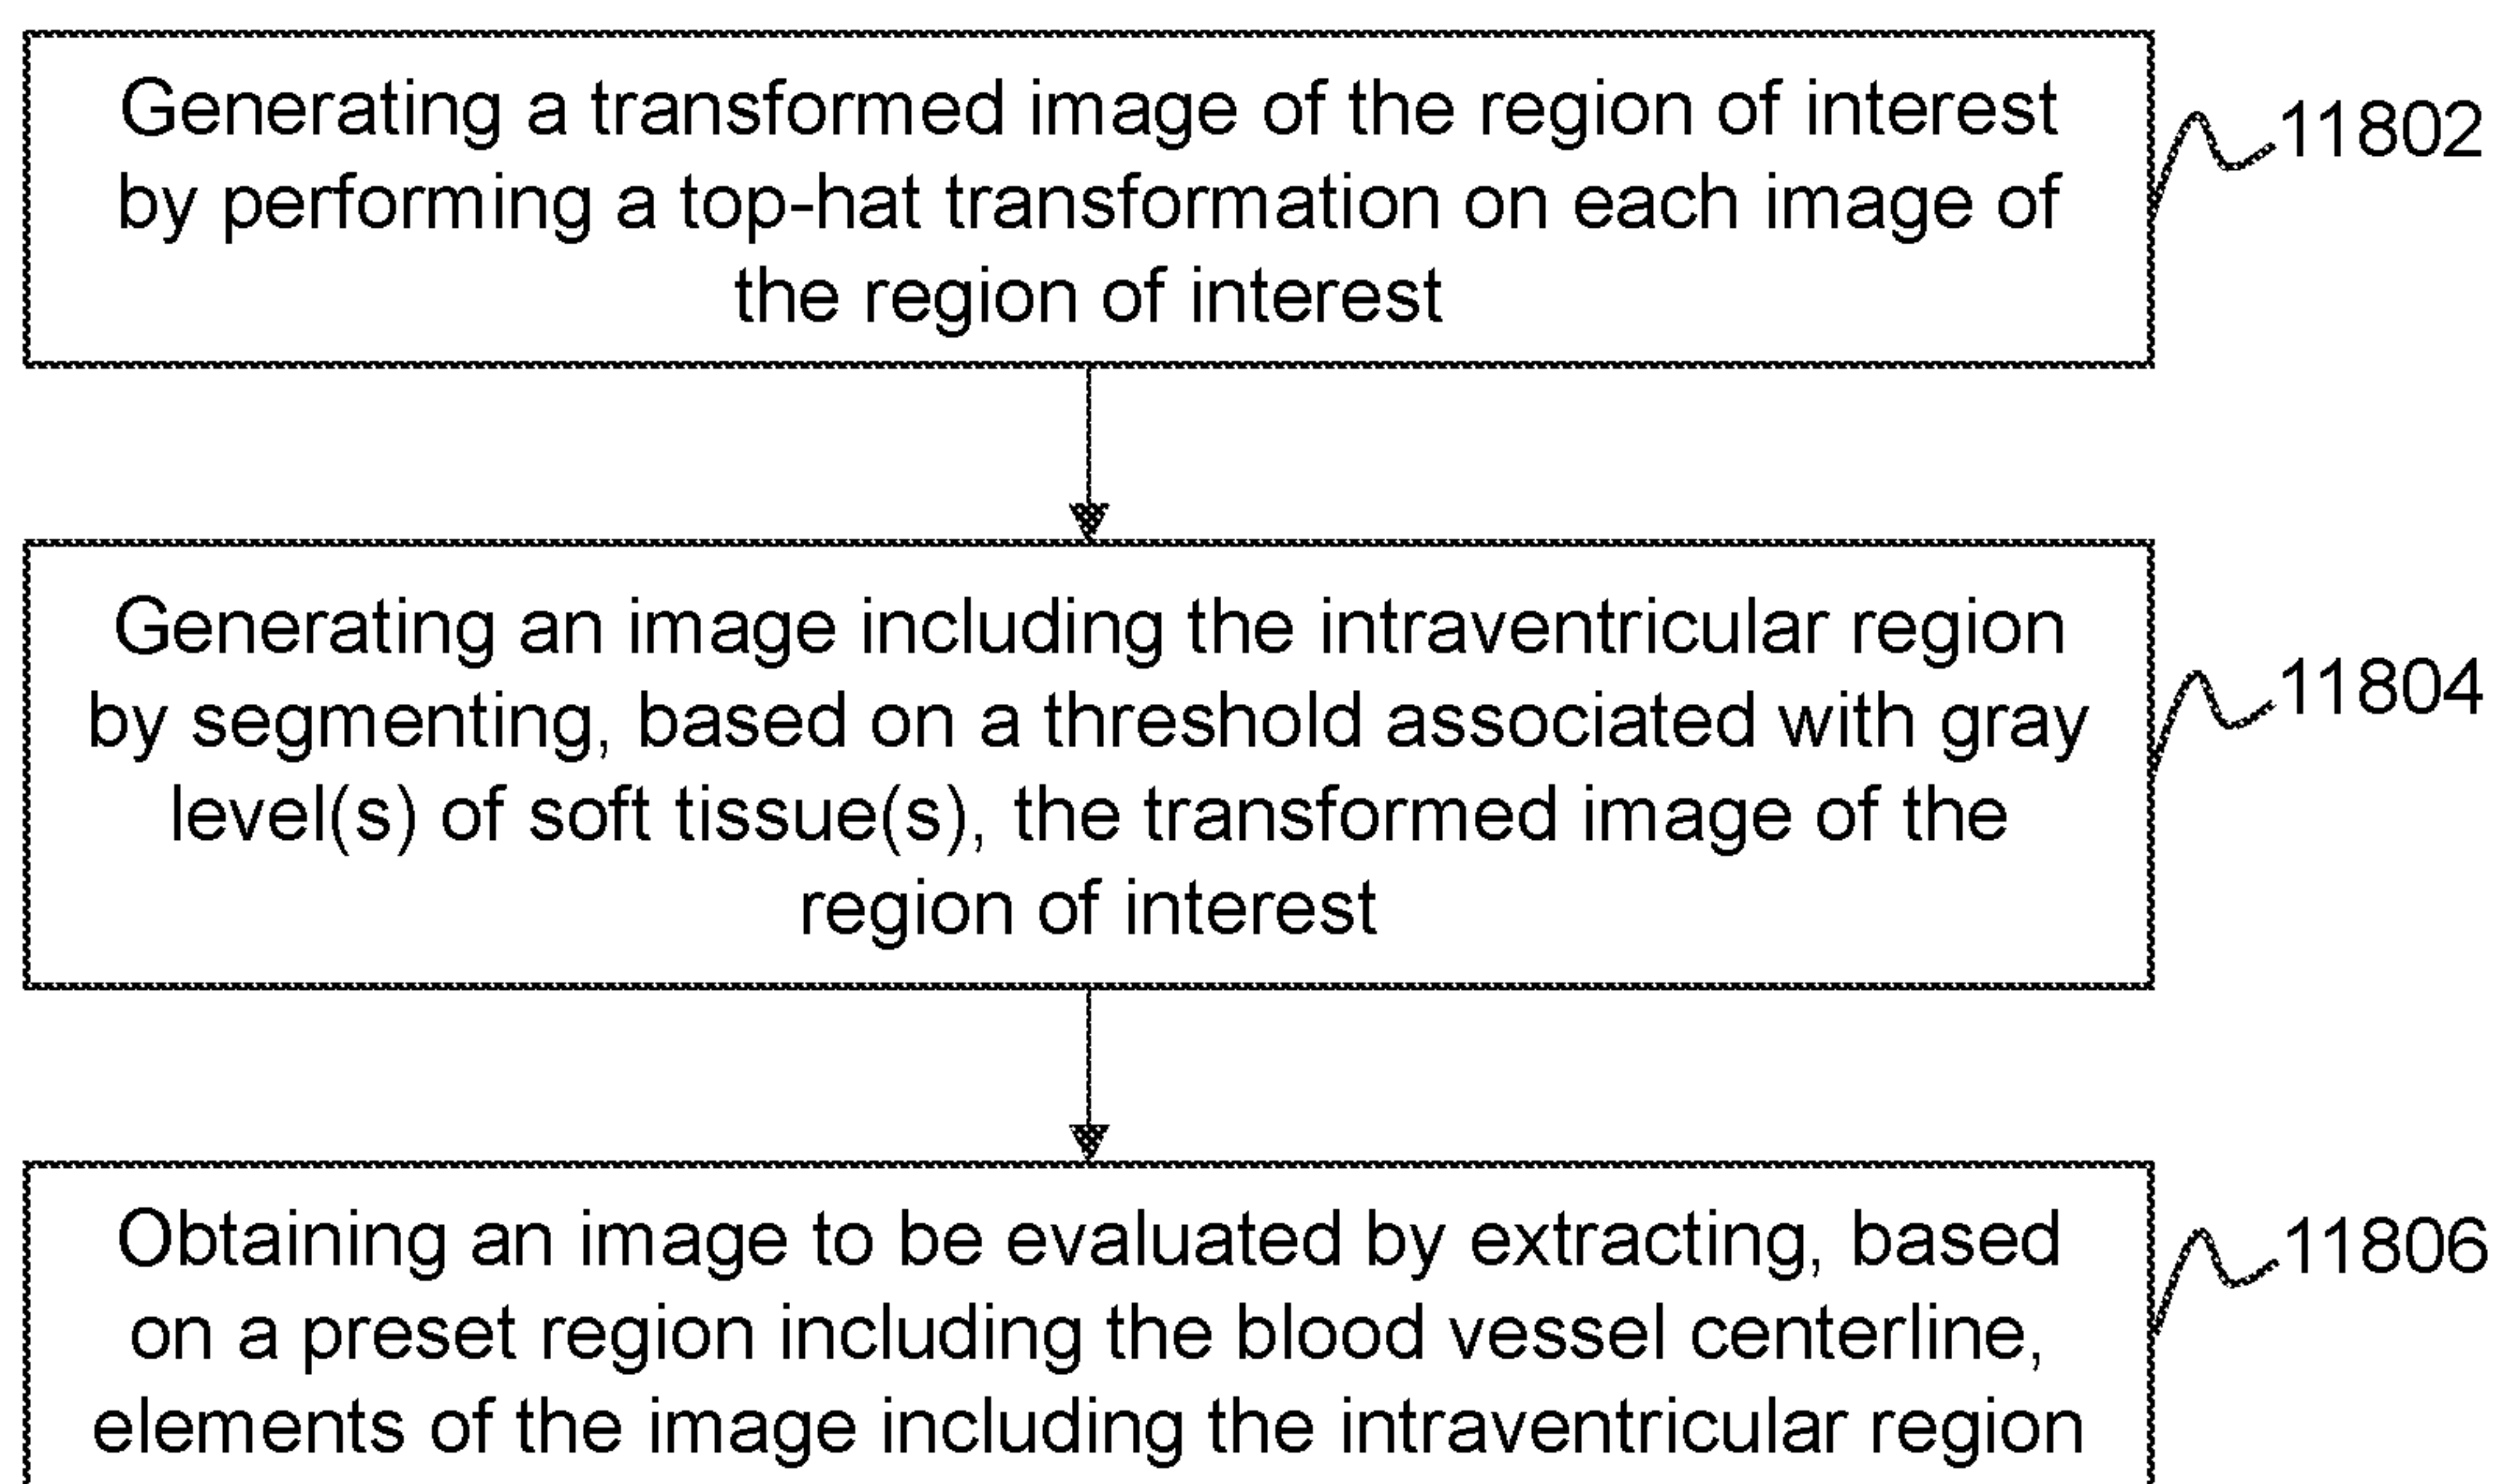 Generating a transformed image of the region of interest
by performing a top-hat transformation on each image of
the region of interest
11802
Generating an image including the intraventricular region
by segmenting, based on a threshold associated with gray
level(s) of soft tissue(s), the transformed image of the
region of interest
11804
Obtaining an image to be evaluated by extracting, based
on a preset region including the blood vessel centerline,
elements of the image including the intraventricular region
11806